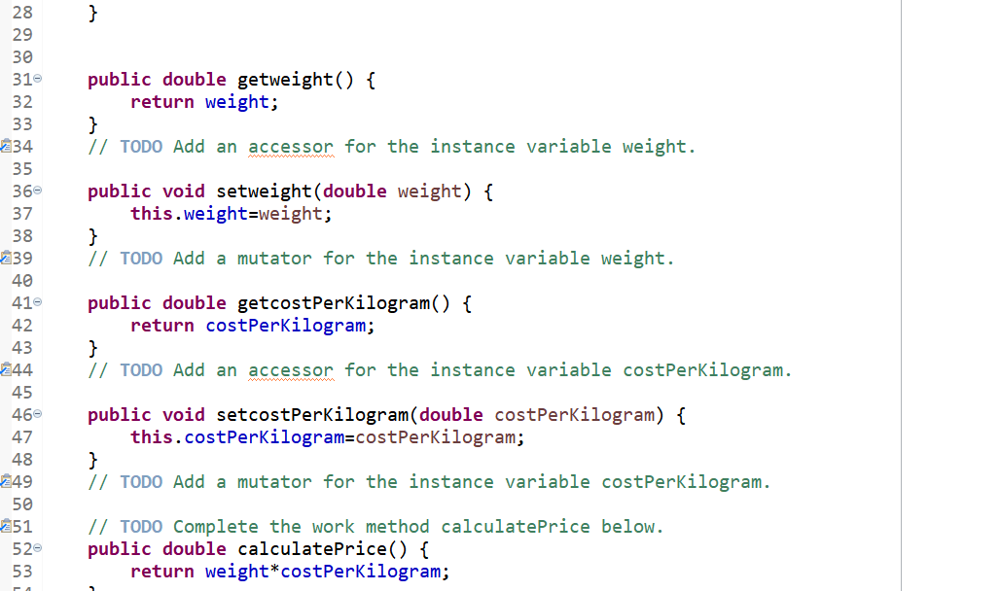 28 }
29
30
31 public double getweight() {
32 return weight;
33 }
34 // TODO Add an accessor for the instance variable weight.
35
36 public void setweight(double weight) {
37 this.weight=weight;
38 }
39 // TODO Add a mutator for the instance variable weight.
40
41 public double getcostPerKilogram() {
42 return costPerKilogram;
43 }
44 // TODO Add an accessor for the instance variable costPerKilogram.
45
46 public void setcostPerKilogram(double costPerKilogram) {
47 this.costPerKilogram=costPerKilogram;
48 }
49 // TODO Add a mutator for the instance variable costPerKilogram.
50
51 // TODO Complete the work method calculatePrice below.
52 public double calculatePrice() {
53 return weight*costPerKilogram;